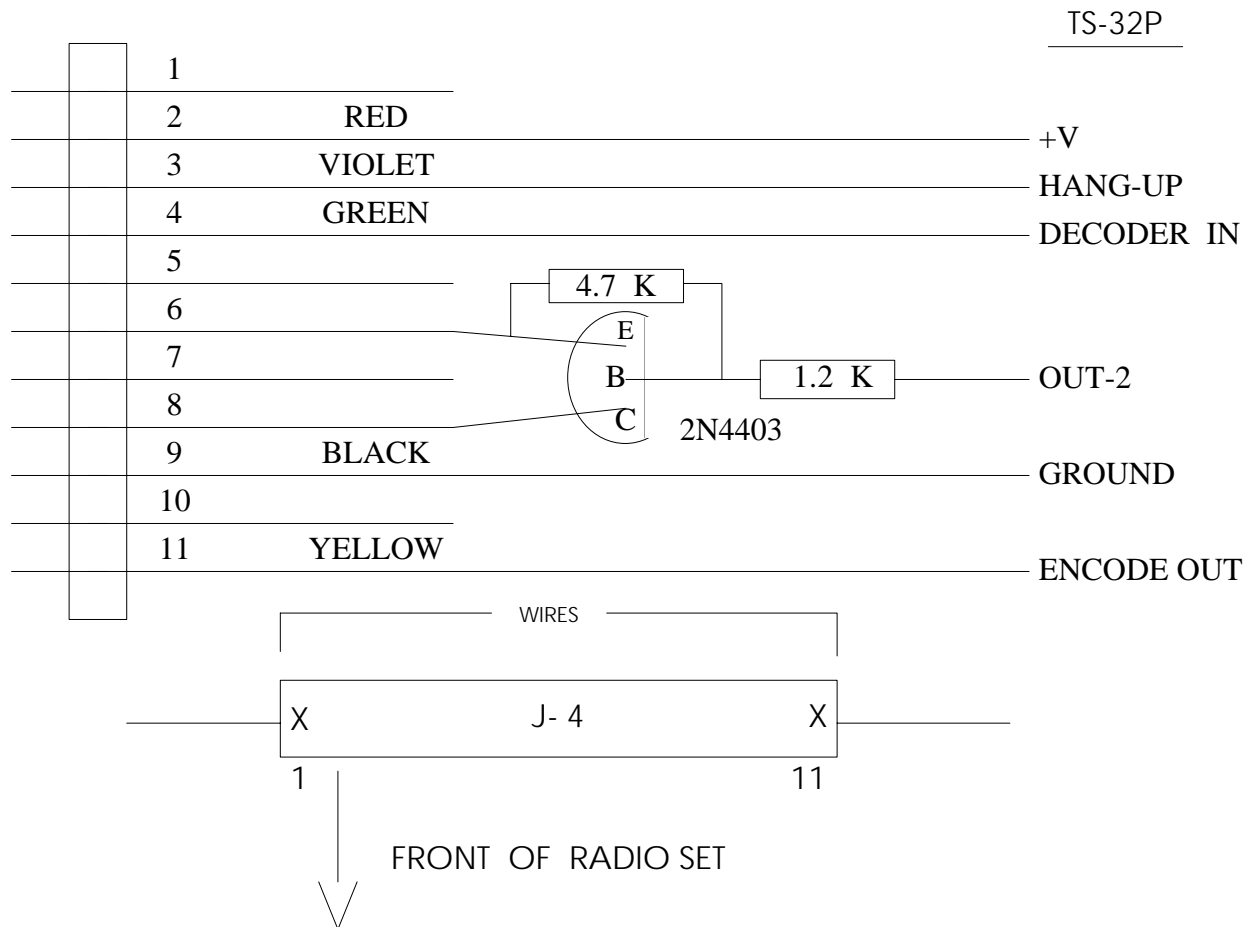 TS-32P
1
2 RED
+V
3 VIOLET
HANG-UP
4 GREEN
DECODER IN
5
4.7 K
6
E
7
B
1.2 K
OUT-2
8
C
2N4403
9 BLACK
GROUND
10
11 YELLOW
ENCODE OUT
WIRES
X J-4 X
1 11
FRONT OF RADIO SET